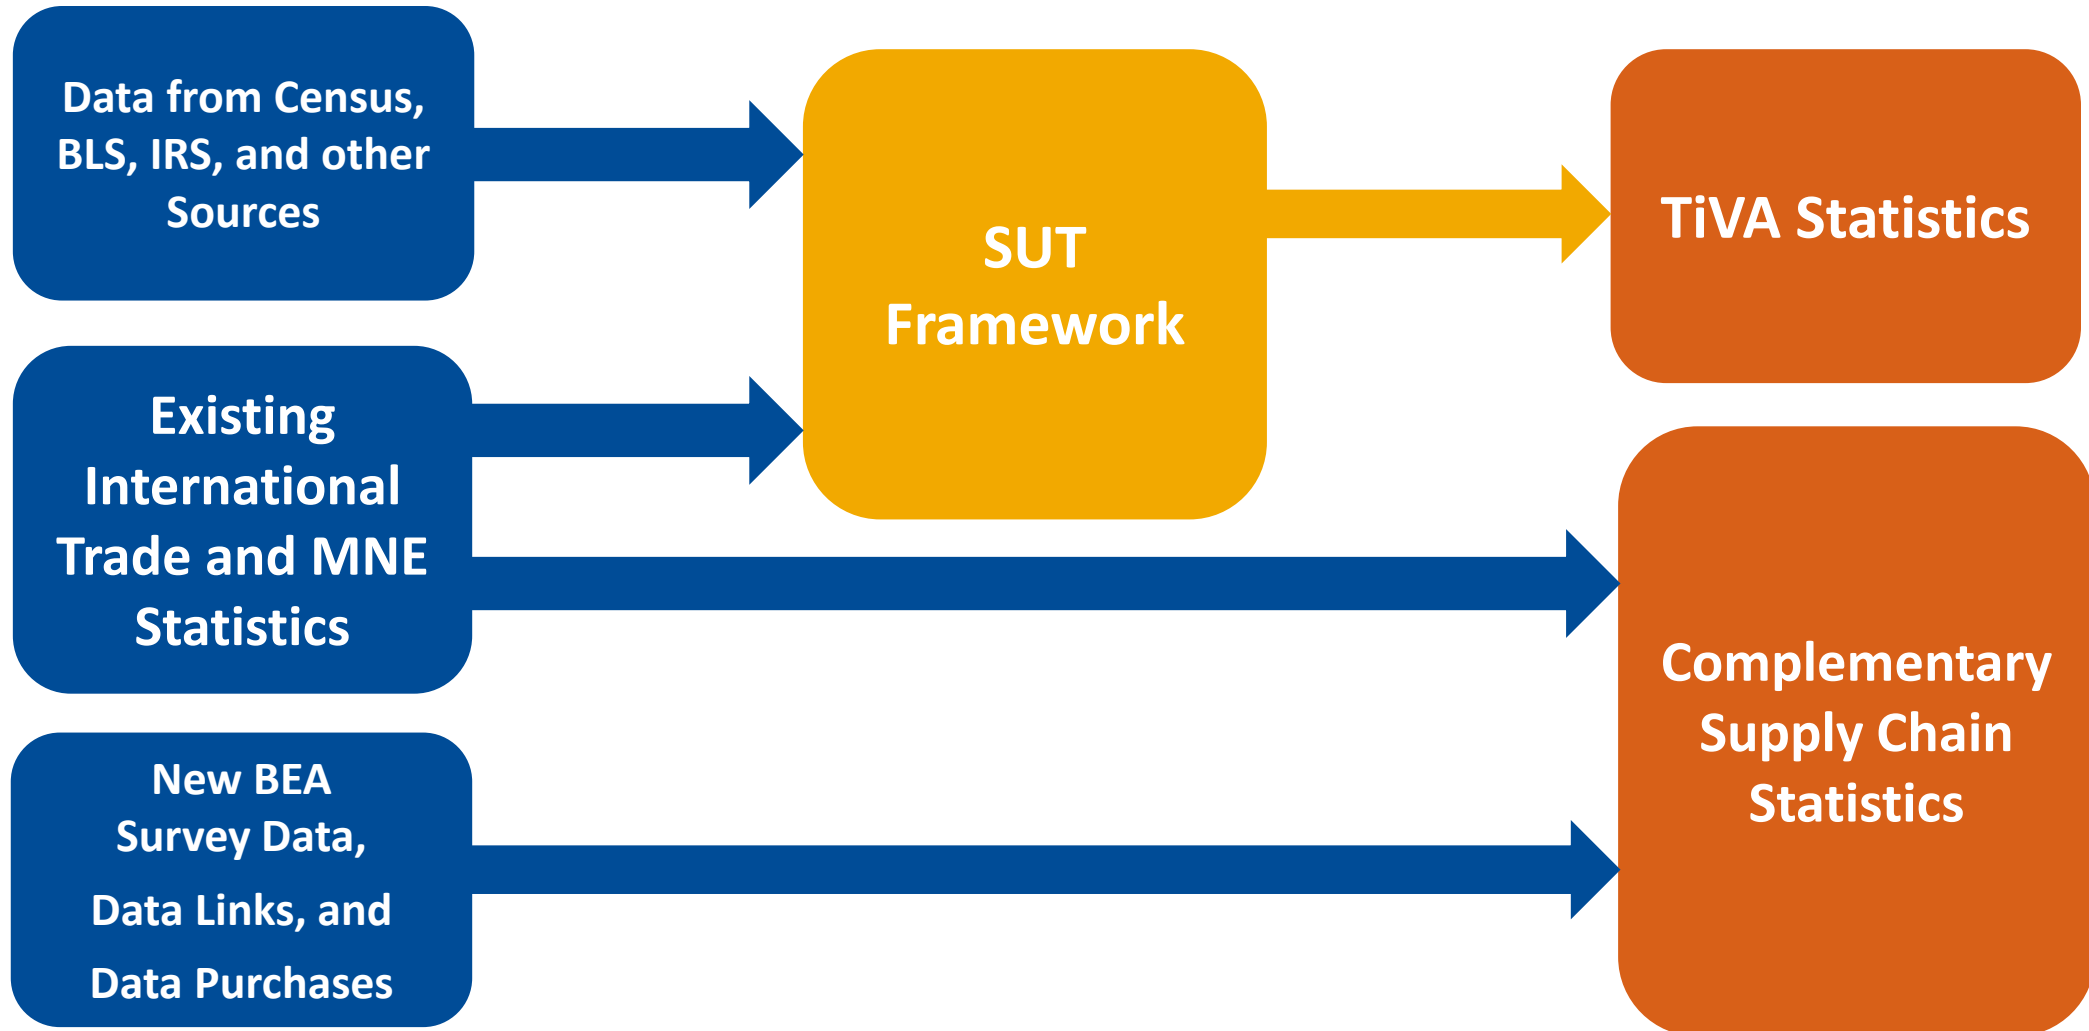 Data from Census,
BLS, IRS, and other
Sources
SUT
Framework
TiVA Statistics
Existing
International
Trade and MNE
Statistics
Complementary
Supply Chain
Statistics
New BEA
Survey Data,
Data Links, and
Data Purchases